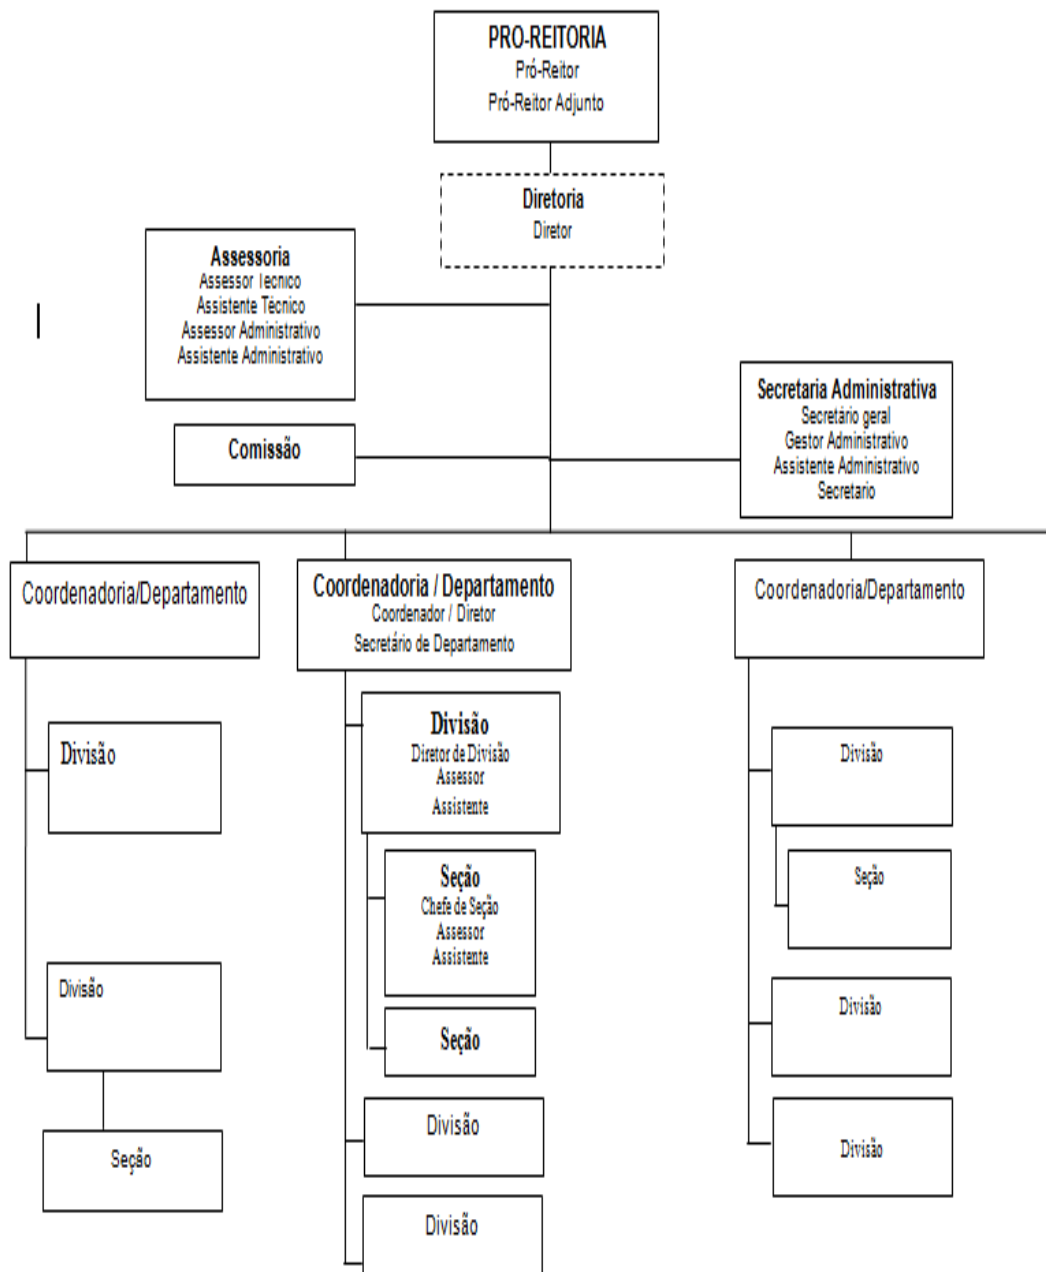 PRO-REITORIA
Pró-Reitor
Pró-Reitor Adjunto
Diretoria
Diretor
Assessoria
Assessor Tecnico
Assistente Técnico
Assessor Administrativo
Assistente Administrativo
Comissão
Secretaria Administrativa
Secretário geral
Gestor Administrativo
Assistente Administrativo
Secretario
Coordenadoria/Departamento
Divisão
Divisão
Seção
Coordenadoria / Departamento
Coordenador / Diretor
Secretário de Departamento
Divisão
Diretor de Divisão
Assessor
Assistente
Seção
Chefe de Seção
Assessor
Assistente
Seção
Divisão
Divisão
Coordenadoria/Departamento
Divisão
Seção
Divisão
Divisão